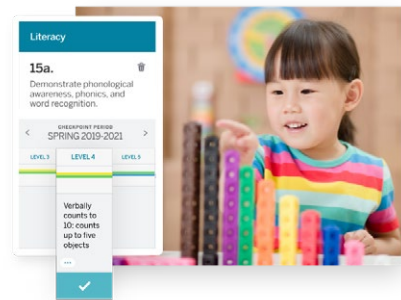 Literacy
15a.
Demonstrate phonological
awareness, phonics, and
word recognition.
CHECKPOINT PERIOD
SPRING 2019-2021
LEVEL 3 LEVEL 4 LEVEL 5
Verbally
counts to
10; counts
up to five
objects
...